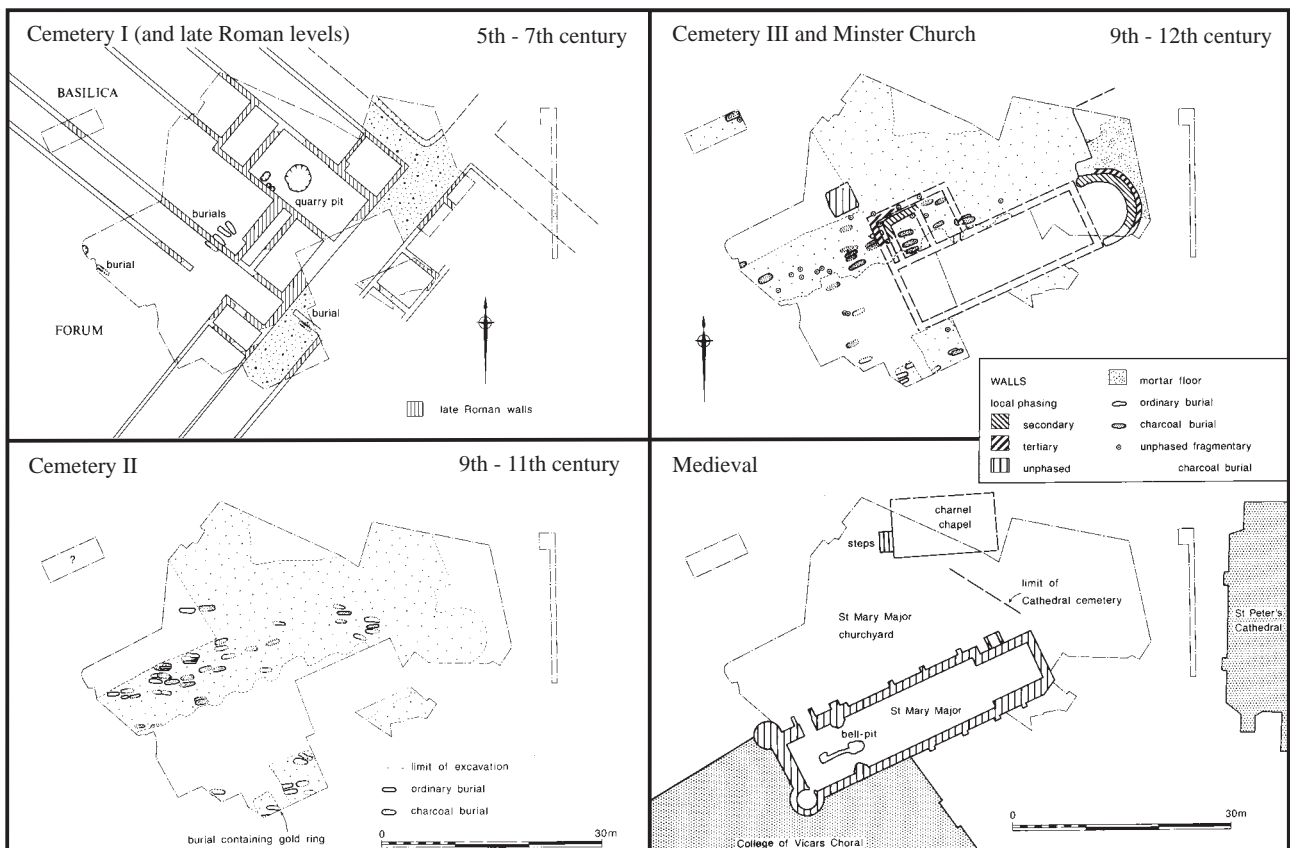 Cemetery I (and late Roman levels)
5th - 7th century
BASILICA
quarry pit
burials
burial
burial
FORUM
late Roman walls
Cemetery III and Minster Church
9th - 12th century
WALLS
local phasing
secondary
tertiary
unphased
mortar floor
ordinary burial
charcoal burial
unphased fragmentary
charcoal burial
Cemetery II
9th - 11th century
?
limit of excavation
ordinary burial
charcoal burial
burial containing gold ring
0
30m
Medieval
charnel
chapel
steps
limit of
Cathedral cemetery
St Mary Major
churchyard
St Peter's
Cathedral
St Mary Major
bell-pit
College of Vicars Choral
0
30m